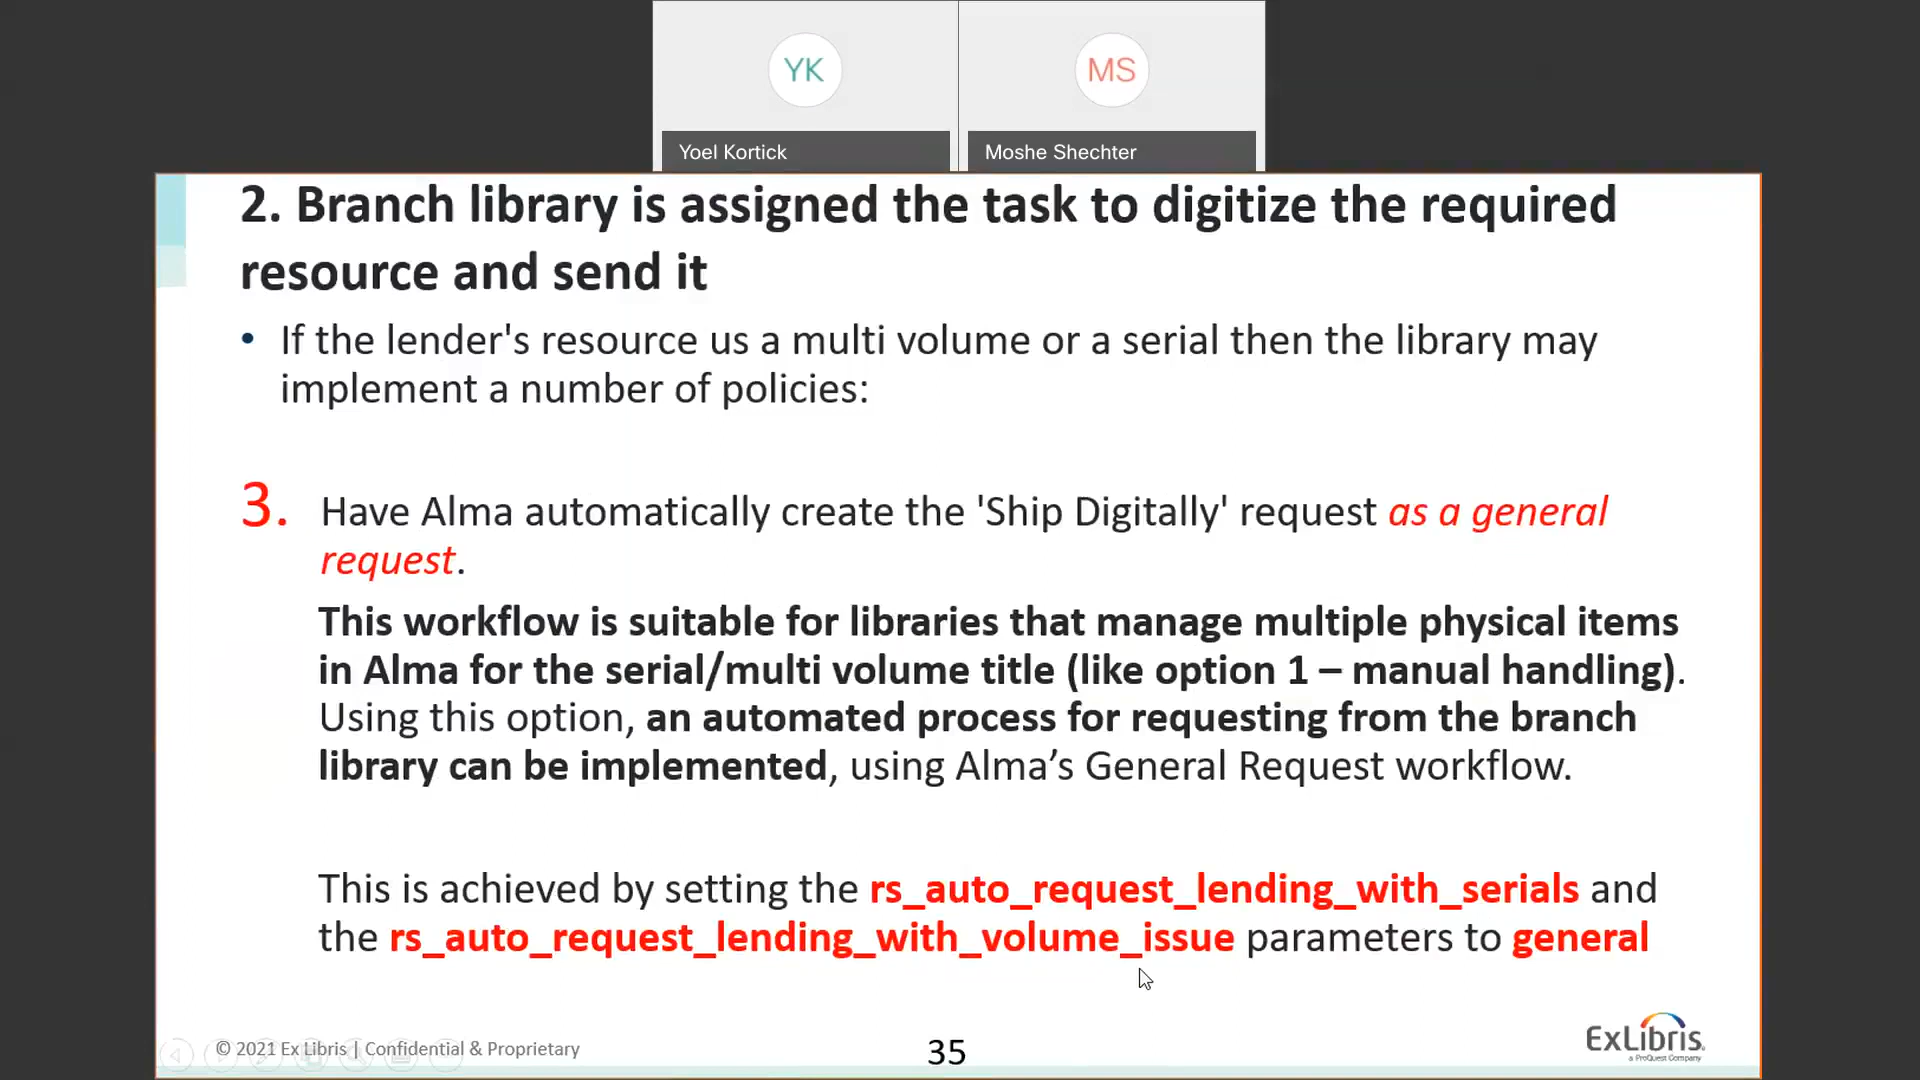 YK
MS
Yoel Kortick
Moshe Shechter
2. Branch library is assigned the task to digitize the required
resource and send it
• If the lender's resource us a multi volume or a serial then the library may
implement a number of policies:
3. Have Alma automatically create the 'Ship Digitally' request as a general
request.
This workflow is suitable for libraries that manage multiple physical items
in Alma for the serial/multi volume title (like option 1 – manual handling).
Using this option, an automated process for requesting from the branch
library can be implemented, using Alma’s General Request workflow.
This is achieved by setting the rs_auto_request_lending_with_serials and
the rs_auto_request_lending_with_volume_issue parameters to general
© 2021 Ex Libris | Confidential & Proprietary
35
ExLibris
a ProQuest Company